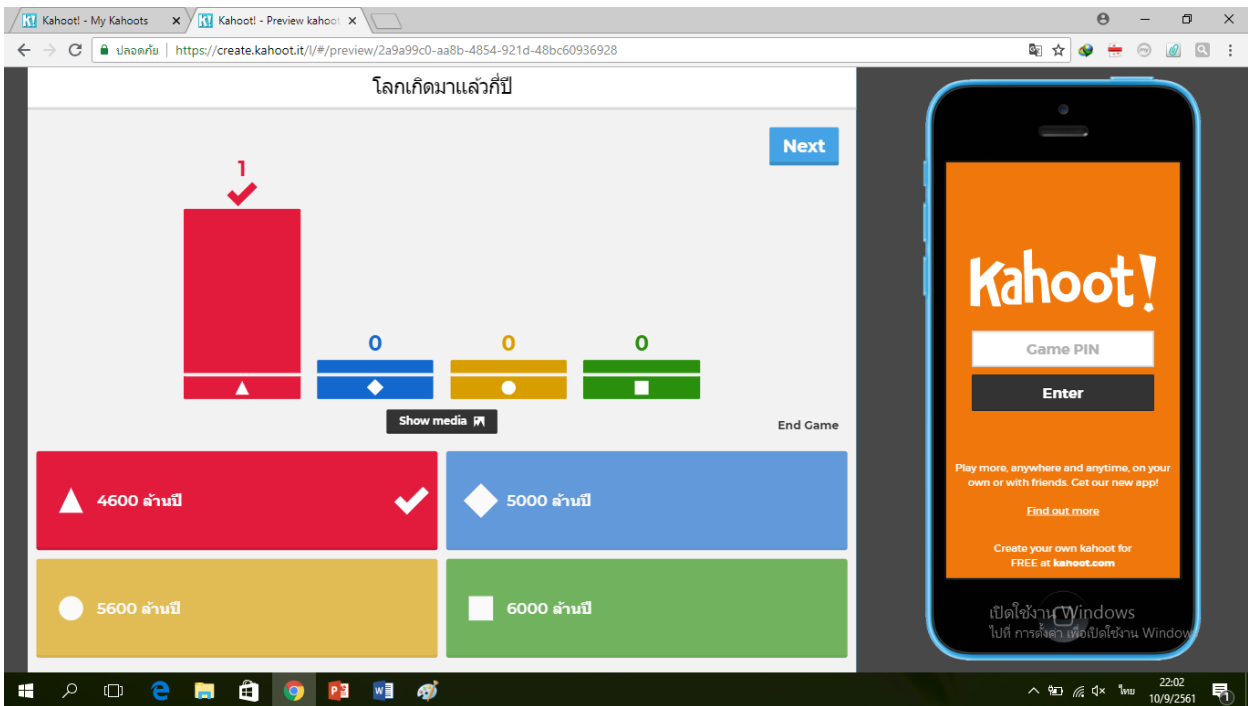 Kahoot! - My Kahoots
Kahoot! - Preview kahoot
ปลอดภัย
https://create.kahoot.it/l/#/preview/2a9a99c0-aa8b-4854-921d-48bc60936928
โลกเกิดมาแล้วกี่ปี
Next
1
0
0
0
Show media
End Game
4600 ล้านปี
5000 ล้านปี
5600 ล้านปี
6000 ล้านปี
Kahoot!
Game PIN
Enter
Play more, anywhere and anytime, on your
own or with friends. Get our new app!
Find out more
Create your own kahoot for
FREE at kahoot.com
เปิดใช้งาน Windows
ไปที่ การตั้งค่า เพื่อเปิดใช้งาน Window
ไทย
22:02
10/9/2561